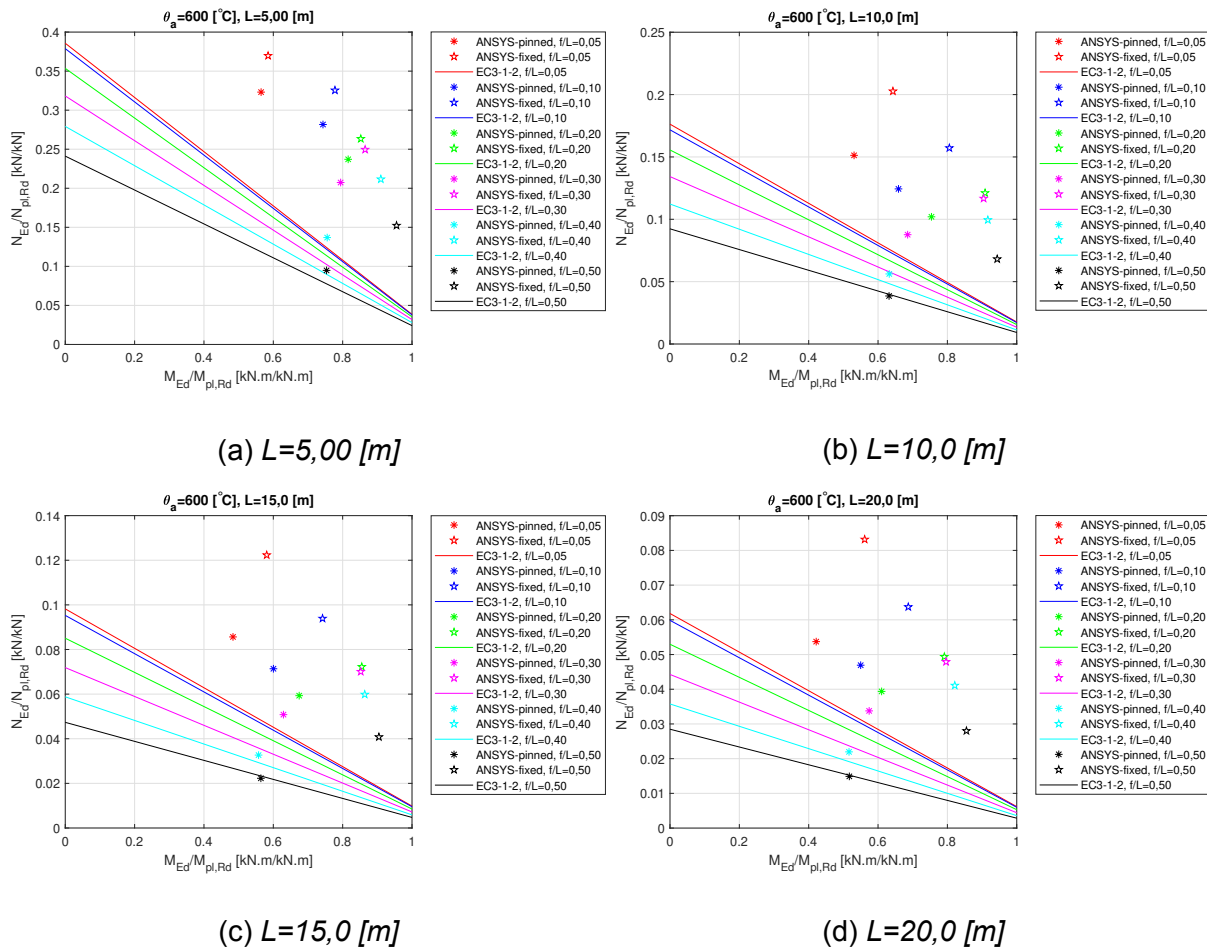 θa=600 [°C], L=5,00 [m]
0.4
0.35
0.3
0.25
0.2
0.15
0.1
0.05
0
0 0.2 0.4 0.6 0.8 1
N_Ed/N_pl,Rd [kN/kN]
M_Ed/M_pl,Rd [kN.m/kN.m]
ANSYS-pinned, f/L=0,05
ANSYS-fixed, f/L=0,05
EC3-1-2, f/L=0,05
ANSYS-pinned, f/L=0,10
ANSYS-fixed, f/L=0,10
EC3-1-2, f/L=0,10
ANSYS-pinned, f/L=0,20
ANSYS-fixed, f/L=0,20
EC3-1-2, f/L=0,20
ANSYS-pinned, f/L=0,30
ANSYS-fixed, f/L=0,30
EC3-1-2, f/L=0,30
ANSYS-pinned, f/L=0,40
ANSYS-fixed, f/L=0,40
EC3-1-2, f/L=0,40
ANSYS-pinned, f/L=0,50
ANSYS-fixed, f/L=0,50
EC3-1-2, f/L=0,50
(a) L=5,00 [m]
θa=600 [°C], L=10,0 [m]
0.25
0.2
0.15
0.1
0.05
0
0 0.2 0.4 0.6 0.8 1
N_Ed/N_pl,Rd [kN/kN]
M_Ed/M_pl,Rd [kN.m/kN.m]
ANSYS-pinned, f/L=0,05
ANSYS-fixed, f/L=0,05
EC3-1-2, f/L=0,05
ANSYS-pinned, f/L=0,10
ANSYS-fixed, f/L=0,10
EC3-1-2, f/L=0,10
ANSYS-pinned, f/L=0,20
ANSYS-fixed, f/L=0,20
EC3-1-2, f/L=0,20
ANSYS-pinned, f/L=0,30
ANSYS-fixed, f/L=0,30
EC3-1-2, f/L=0,30
ANSYS-pinned, f/L=0,40
ANSYS-fixed, f/L=0,40
EC3-1-2, f/L=0,40
ANSYS-pinned, f/L=0,50
ANSYS-fixed, f/L=0,50
EC3-1-2, f/L=0,50
(b) L=10,0 [m]
θa=600 [°C], L=15,0 [m]
0.14
0.12
0.1
0.08
0.06
0.04
0.02
0
0 0.2 0.4 0.6 0.8 1
N_Ed/N_pl,Rd [kN/kN]
M_Ed/M_pl,Rd [kN.m/kN.m]
ANSYS-pinned, f/L=0,05
ANSYS-fixed, f/L=0,05
EC3-1-2, f/L=0,05
ANSYS-pinned, f/L=0,10
ANSYS-fixed, f/L=0,10
EC3-1-2, f/L=0,10
ANSYS-pinned, f/L=0,20
ANSYS-fixed, f/L=0,20
EC3-1-2, f/L=0,20
ANSYS-pinned, f/L=0,30
ANSYS-fixed, f/L=0,30
EC3-1-2, f/L=0,30
ANSYS-pinned, f/L=0,40
ANSYS-fixed, f/L=0,40
EC3-1-2, f/L=0,40
ANSYS-pinned, f/L=0,50
ANSYS-fixed, f/L=0,50
EC3-1-2, f/L=0,50
(c) L=15,0 [m]
θa=600 [°C], L=20,0 [m]
0.09
0.08
0.07
0.06
0.05
0.04
0.03
0.02
0.01
0
0 0.2 0.4 0.6 0.8 1
N_Ed/N_pl,Rd [kN/kN]
M_Ed/M_pl,Rd [kN.m/kN.m]
ANSYS-pinned, f/L=0,05
ANSYS-fixed, f/L=0,05
EC3-1-2, f/L=0,05
ANSYS-pinned, f/L=0,10
ANSYS-fixed, f/L=0,10
EC3-1-2, f/L=0,10
ANSYS-pinned, f/L=0,20
ANSYS-fixed, f/L=0,20
EC3-1-2, f/L=0,20
ANSYS-pinned, f/L=0,30
ANSYS-fixed, f/L=0,30
EC3-1-2, f/L=0,30
ANSYS-pinned, f/L=0,40
ANSYS-fixed, f/L=0,40
EC3-1-2, f/L=0,40
ANSYS-pinned, f/L=0,50
ANSYS-fixed, f/L=0,50
EC3-1-2, f/L=0,50
(d) L=20,0 [m]